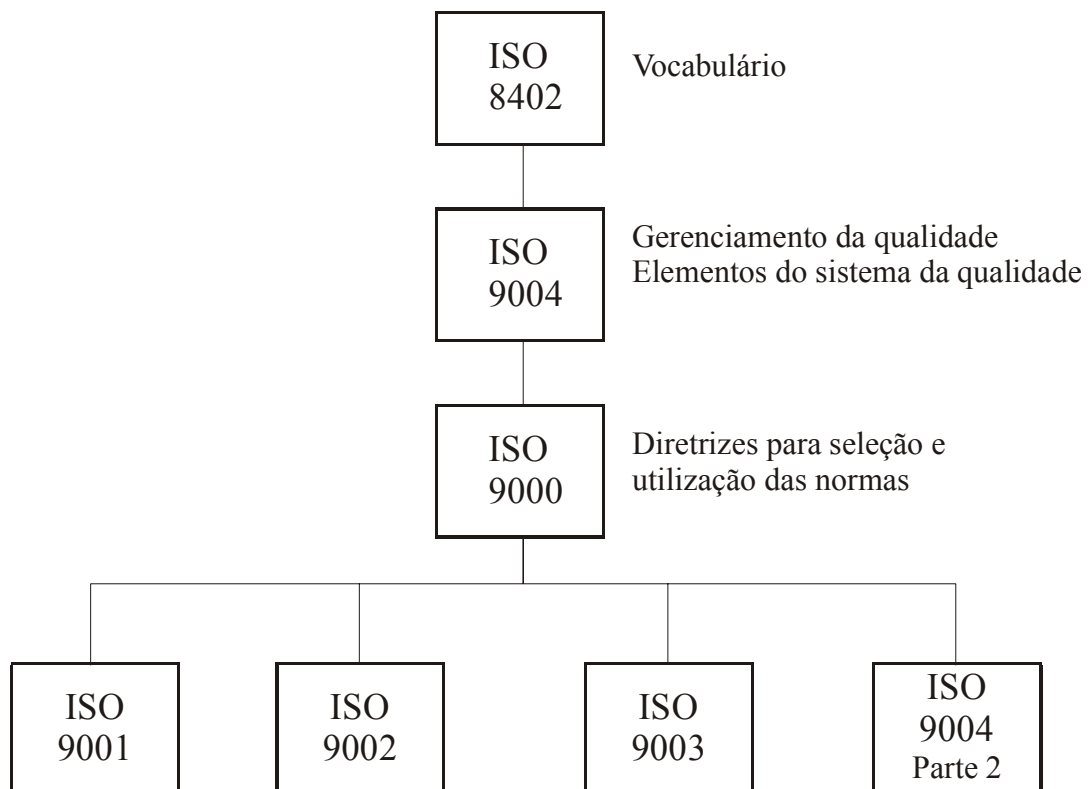 ISO
8402
Vocabulário
ISO
9004
Gerenciamento da qualidade
Elementos do sistema da qualidade
ISO
9000
Diretrizes para seleção e
utilização das normas
ISO
9001
ISO
9002
ISO
9003
ISO
9004
Parte 2